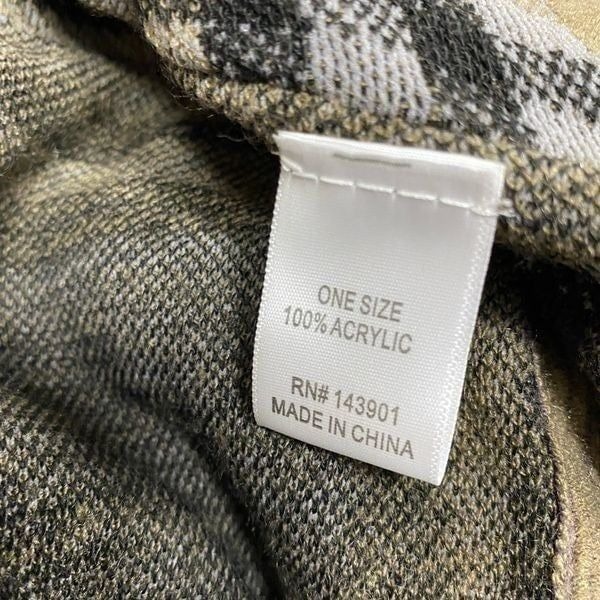 ONE SIZE
100% ACRYLIC
RN# 143901
MADE IN CHINA